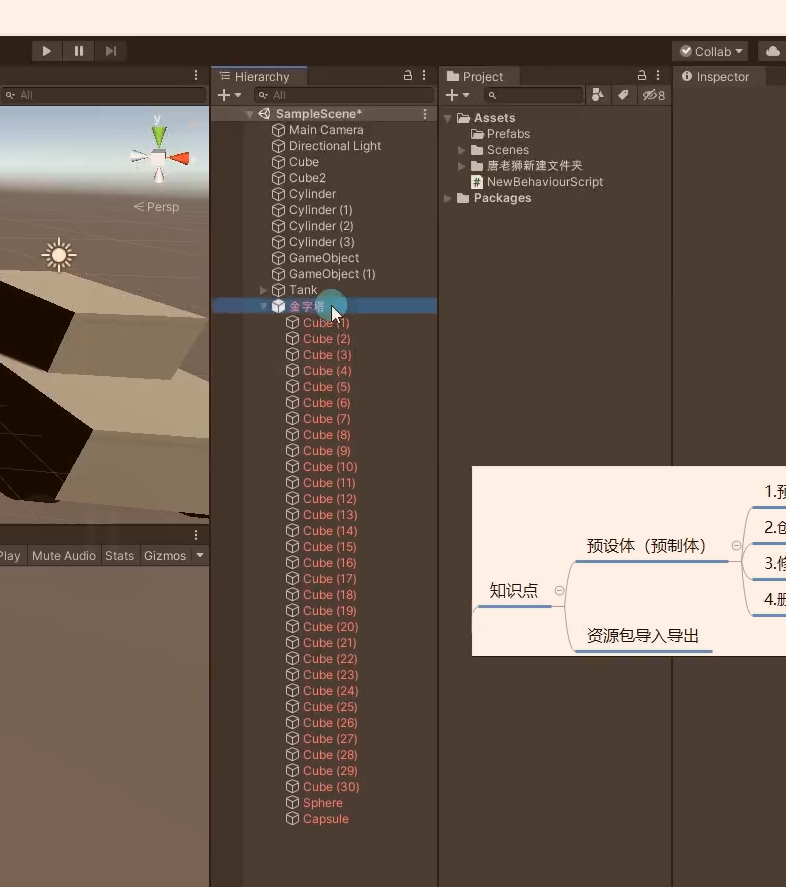 Collab
Hierarchy
Project
Inspector
All
All
8
SampleScene*
Main Camera
Directional Light
Cube
Cube2
Cylinder
Cylinder (1)
Cylinder (2)
Cylinder (3)
GameObject
GameObject (1)
Tank
金字塔
Cube (1)
Cube (2)
Cube (3)
Cube (4)
Cube (5)
Cube (6)
Cube (7)
Cube (8)
Cube (9)
Cube (10)
Cube (11)
Cube (12)
Cube (13)
Cube (14)
Cube (15)
Cube (16)
Cube (17)
Cube (18)
Cube (19)
Cube (20)
Cube (21)
Cube (22)
Cube (23)
Cube (24)
Cube (25)
Cube (26)
Cube (27)
Cube (28)
Cube (29)
Cube (30)
Sphere
Capsule
Assets
Prefabs
Scenes
唐老狮新建文件夹
NewBehaviourScript
Packages
y
< Persp
Play Mute Audio Stats Gizmos
知识点
预设体（预制体）
资源包导入导出
1.预
2.创
3.修
4.删